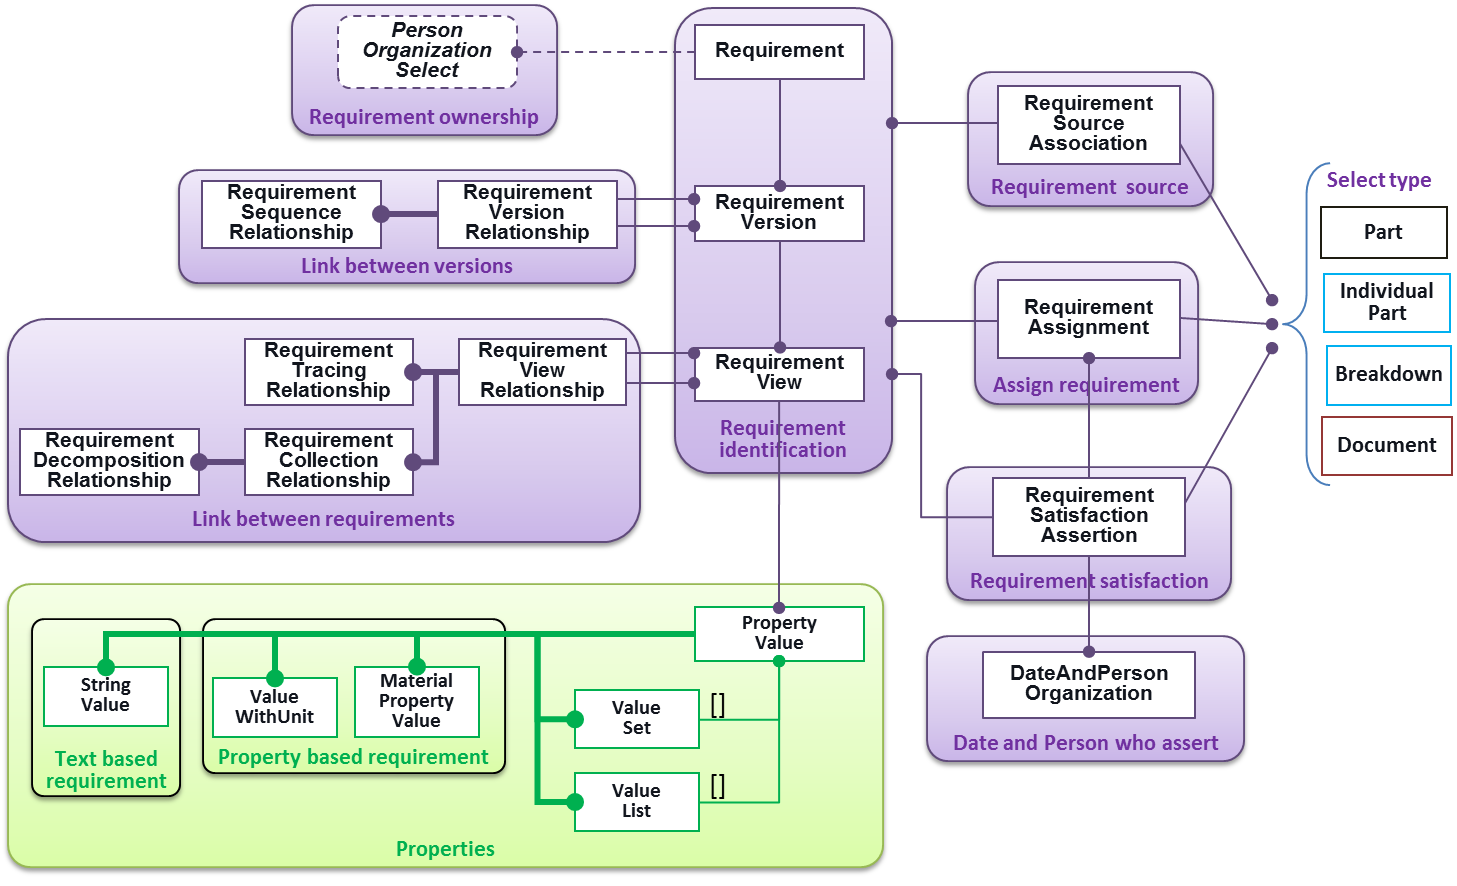 Person
Organization
Select
Requirement ownership
Requirement
Requirement
Version
Requirement
View
Requirement
identification
Requirement
Sequence
Relationship
Requirement
Version
Relationship
Link between versions
Requirement
Tracing
Relationship
Requirement
View
Relationship
Requirement
Decomposition
Relationship
Requirement
Collection
Relationship
Link between requirements
Requirement
Source
Association
Requirement source
Requirement
Assignment
Assign requirement
Requirement
Satisfaction
Assertion
Requirement satisfaction
DateAndPerson
Organization
Date and Person who assert
Select type
Part
Individual
Part
Breakdown
Document
Property
Value
String
Value
Text based
requirement
Value
WithUnit
Material
Property
Value
Property based requirement
Value
Set
[]
Value
List
[]
Properties